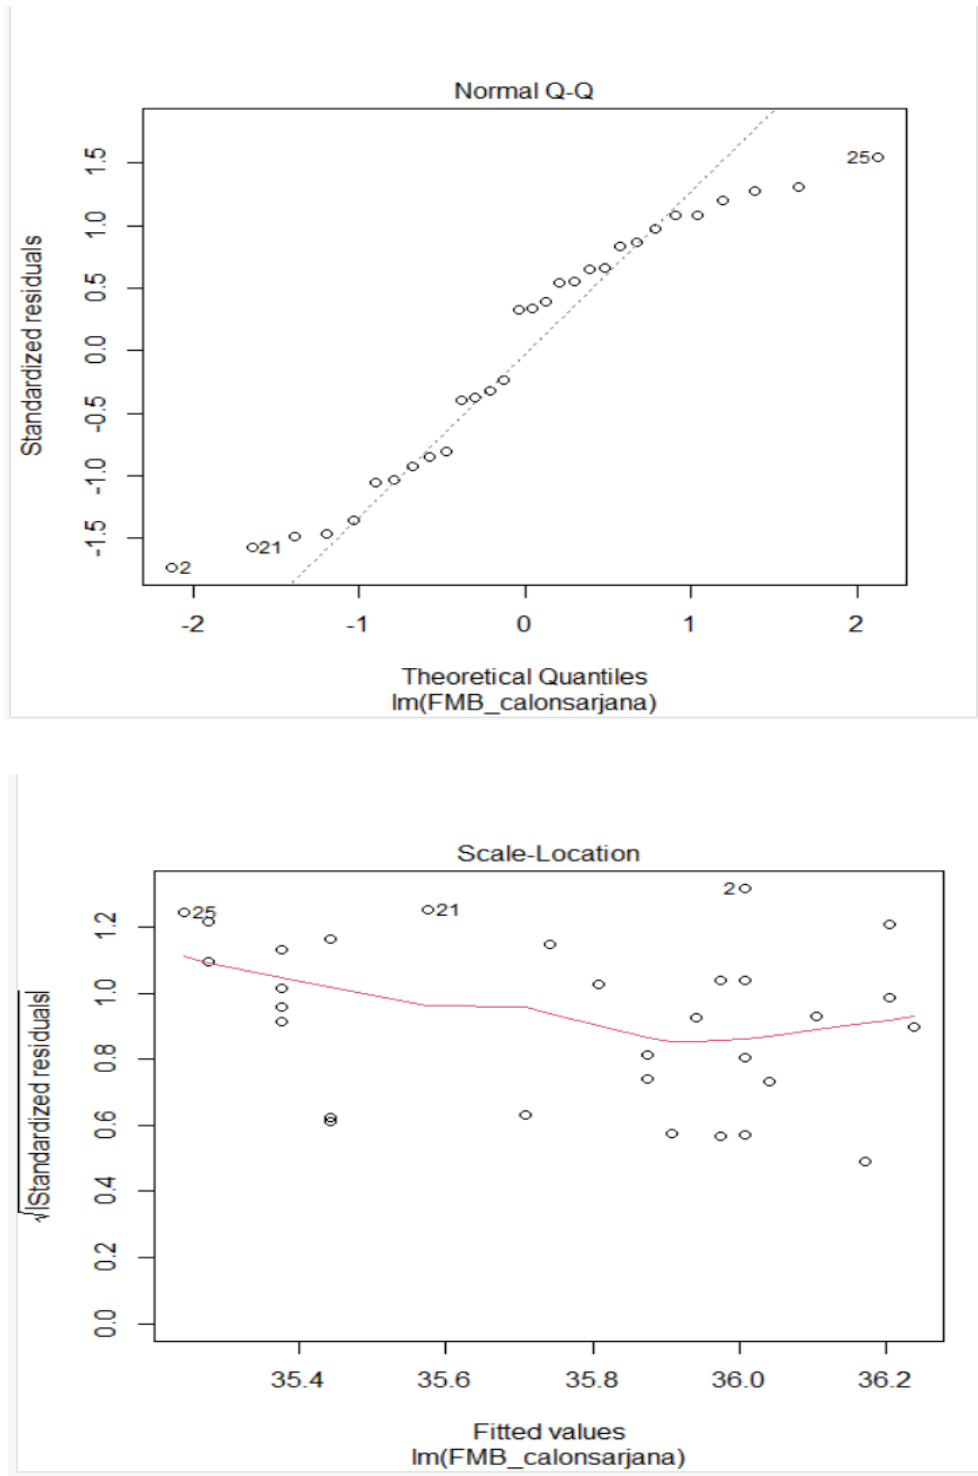 Normal Q-Q
Standardized residuals
1.5
1.0
0.5
0.0
-0.5
-1.0
-1.5
25
21
2
-2 -1 0 1 2
Theoretical Quantiles
lm(FMB_calonsarjana)
Scale-Location
√|Standardized residuals|
1.2
1.0
0.8
0.6
0.4
0.2
0.0
25
21
2
35.4 35.6 35.8 36.0 36.2
Fitted values
lm(FMB_calonsarjana)